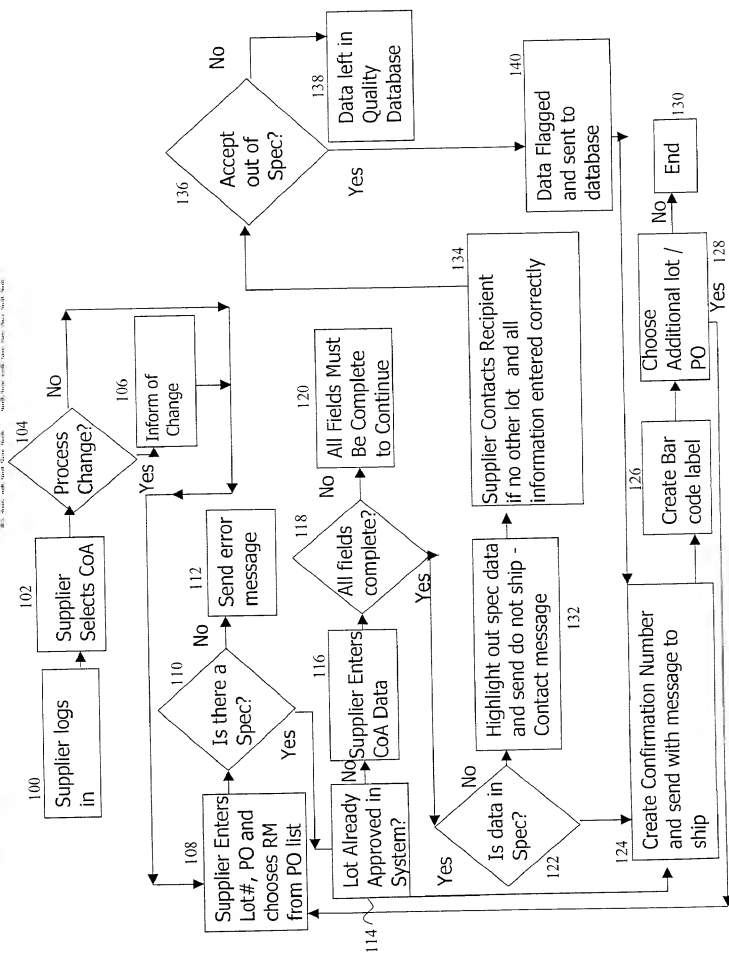 100
Supplier logs
in
102
Supplier
Selects CoA
104
Process
Change?
No
Yes
106
Inform of
Change
108
Supplier Enters
Lot#, PO and
chooses RM
from PO list
110
Is there a
Spec?
No
Yes
112
Send error
message
114
Lot Already
Approved in
System?
No
Yes
116
Supplier Enters
CoA Data
118
All fields
complete?
No
Yes
120
All Fields Must
Be Complete
to Continue
122
Is data in
Spec?
No
132
Highlight out spec data
and send do not ship -
Contact message
134
Supplier Contacts Recipient
if no other lot and all
information entered correctly
136
Accept
out of
Spec?
No
Yes
138
Data left in
Quality
Database
140
Data Flagged
and sent to
database
124
Create Confirmation Number
and send with message to
ship
126
Create Bar
code label
128
Choose
Additional lot /
PO
No
Yes
130
End